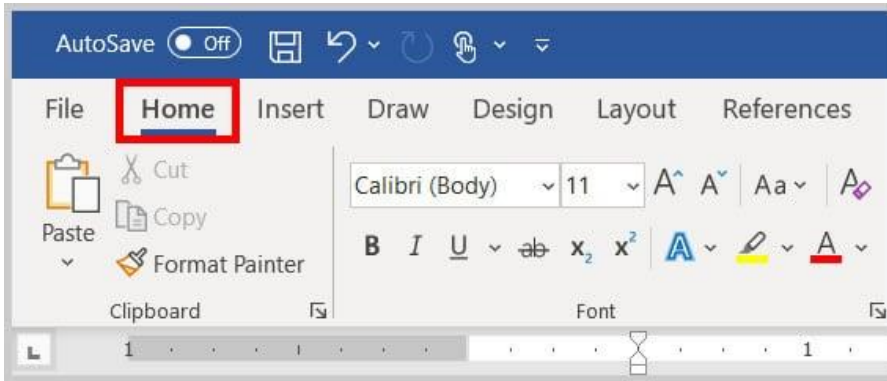 AutoSave Off
File Home Insert Draw Design Layout References
Cut
Calibri (Body) 11 A A Aa A
Copy
Paste
B I U ab x₂ x² A A
Format Painter
Clipboard Font
L 1 1